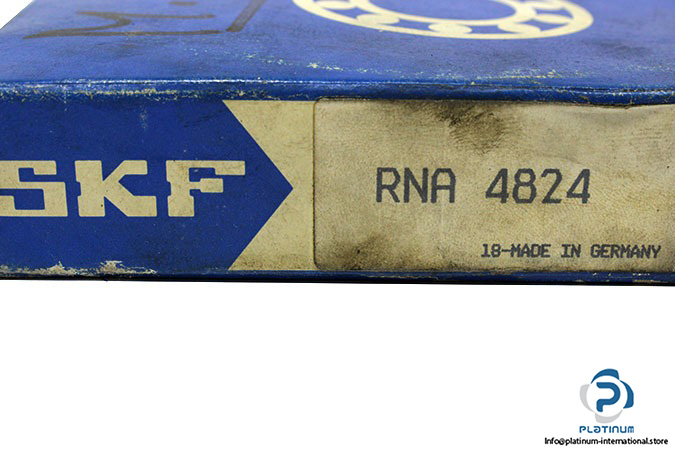 SKF
RNA 4824
18-MADE IN GERMANY
P
PLATINUM
Info@platinum-international.store